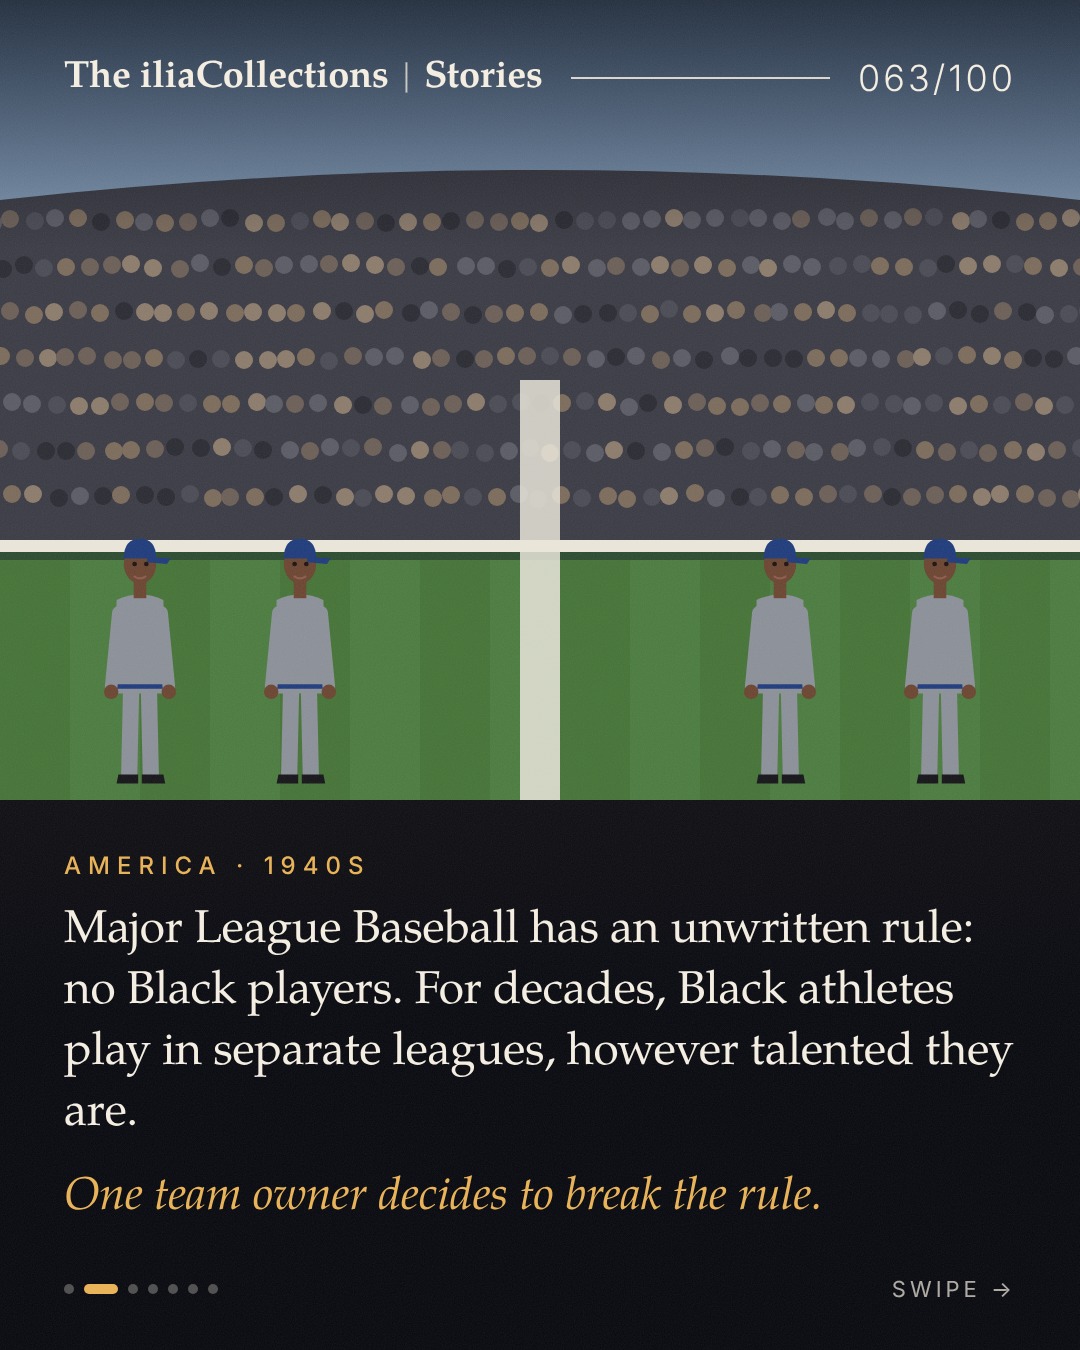 The iliaCollections | Stories 063/100
AMERICA · 1940S
Major League Baseball has an unwritten rule:
no Black players. For decades, Black athletes
play in separate leagues, however talented they
are.
One team owner decides to break the rule.
SWIPE →